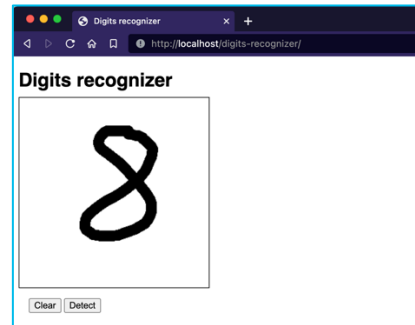 Digits recognizer
http://localhost/digits-recognizer/
Digits recognizer
8
Clear Detect